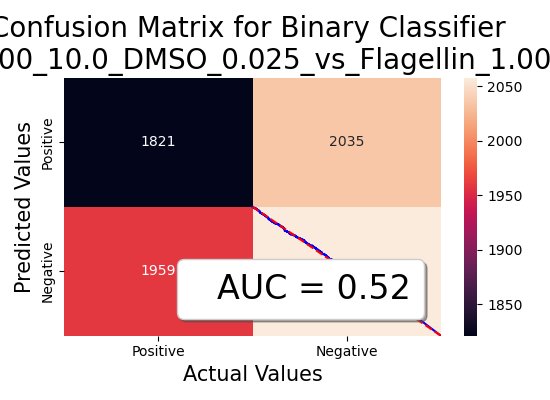 Confusion Matrix for Binary Classifier
00_10.0_DMSO_0.025_vs_Flagellin_1.00
Predicted Values
Positive
Negative
1821
2035
1959
AUC = 0.52
Positive
Negative
Actual Values
2050
2000
1950
1900
1850